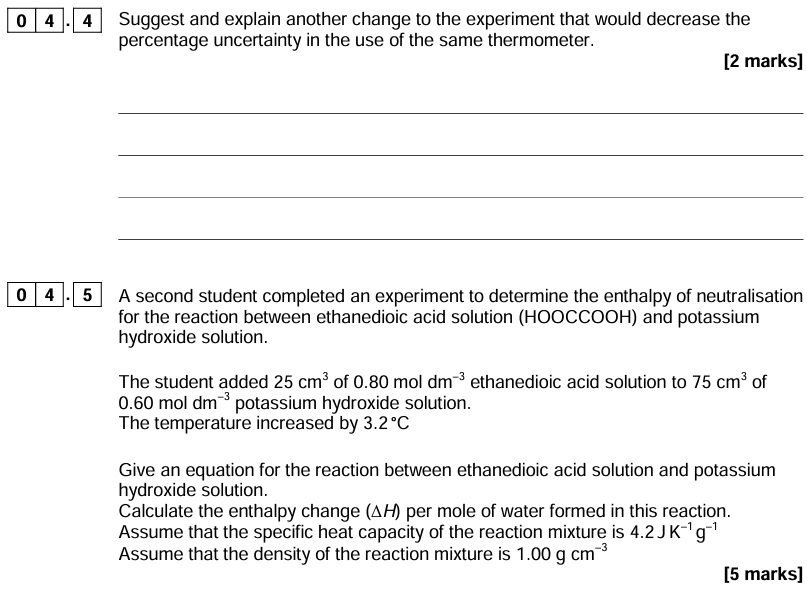 0 4 . 4 Suggest and explain another change to the experiment that would decrease the
percentage uncertainty in the use of the same thermometer.
[2 marks]
0 4 . 5 A second student completed an experiment to determine the enthalpy of neutralisation
for the reaction between ethanedioic acid solution (HOOCCOOH) and potassium
hydroxide solution.
The student added 25 cm³ of 0.80 mol dm⁻³ ethanedioic acid solution to 75 cm³ of
0.60 mol dm⁻³ potassium hydroxide solution.
The temperature increased by 3.2 °C
Give an equation for the reaction between ethanedioic acid solution and potassium
hydroxide solution.
Calculate the enthalpy change (ΔH) per mole of water formed in this reaction.
Assume that the specific heat capacity of the reaction mixture is 4.2 J K⁻¹ g⁻¹
Assume that the density of the reaction mixture is 1.00 g cm⁻³
[5 marks]